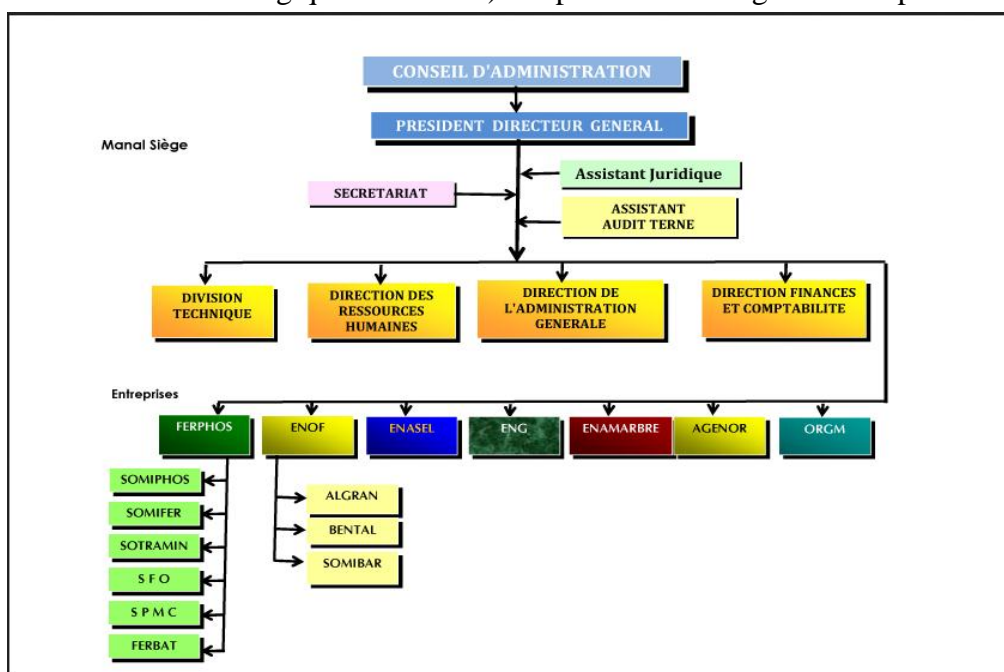 CONSEIL D'ADMINISTRATION
PRESIDENT DIRECTEUR GENERAL
Manal Siège
Assistant Juridique
SECRETARIAT
ASSISTANT
AUDIT TERNE
DIVISION
TECHNIQUE
DIRECTION DES
RESSOURCES
HUMAINES
DIRECTION DE
L'ADMINISTRATION
GENERALE
DIRECTION FINANCES
ET COMPTABILITE
Entreprises
FERPHOS
ENOF
ENASEL
ENG
ENAMARBRE
AGENOR
ORGM
SOMIPHOS
SOMIFER
SOTRAMIN
S F O
S P M C
FERBAT
ALGRAN
BENTAL
SOMIBAR